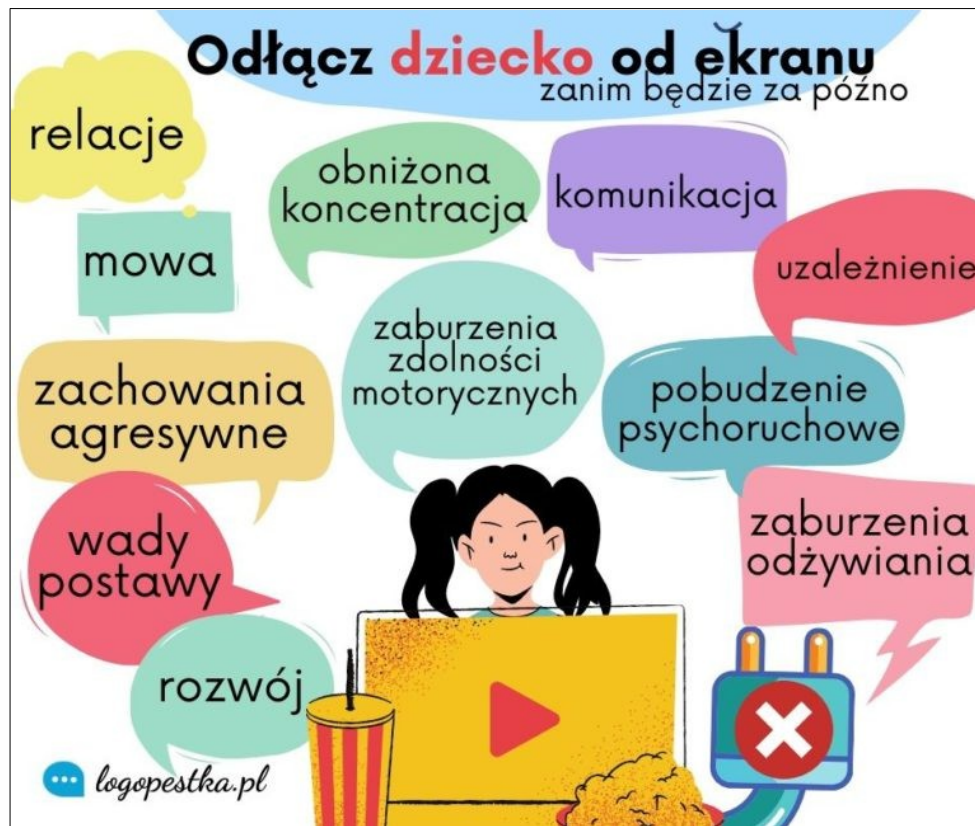 Odłącz dziecko od ekranu
zanim będzie za późno
relacje
obniżona
koncentracja
komunikacja
mowa
uzależnienie
zaburzenia
zdolności
motorycznych
zachowania
agresywne
pobudzenie
psychoruchowe
wady
postawy
zaburzenia
odżywiania
rozwój
logopestka.pl